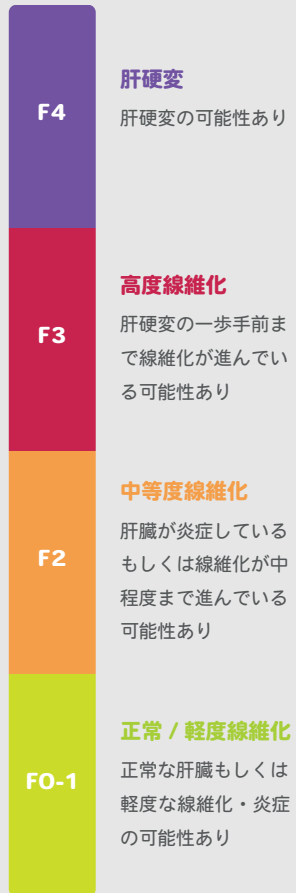 F4
肝硬変
肝硬変の可能性あり
F3
高度線維化
肝硬変の一歩手前ま
で線維化が進んでい
る可能性あり
F2
中等度線維化
肝臓が炎症している
もしくは線維化が中
程度まで進んでいる
可能性あり
F0-1
正常 / 軽度線維化
正常な肝臓もしくは
軽度な線維化・炎症
の可能性あり